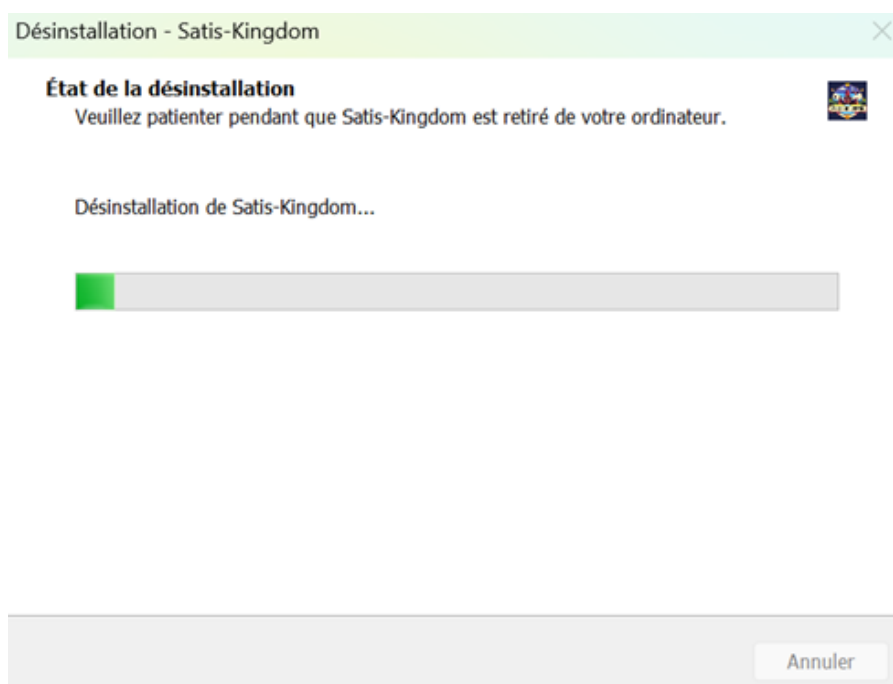 Désinstallation - Satis-Kingdom
État de la désinstallation
Veuillez patienter pendant que Satis-Kingdom est retiré de votre ordinateur.
Désinstallation de Satis-Kingdom...
Annuler